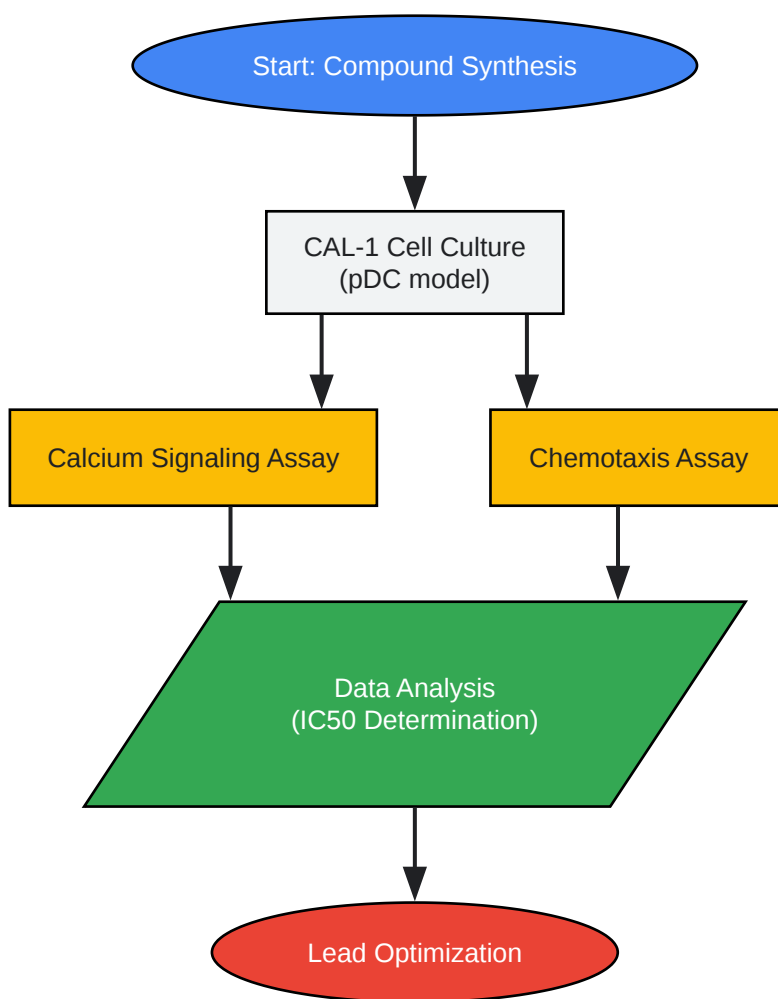 Start: Compound Synthesis
CAL-1 Cell Culture
(pDC model)
Calcium Signaling Assay
Chemotaxis Assay
Data Analysis
(IC50 Determination)
Lead Optimization